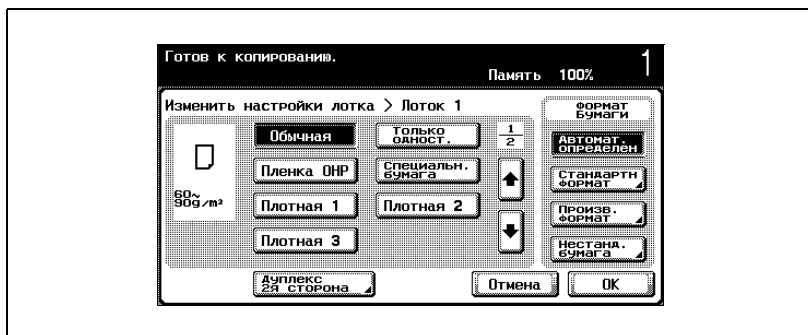 Готов к копированию.
Память 100% 1
Изменить настройки лотка > Лоток 1
Формат
бумаги
Обычная
Только
одност.
1
2
Автомат.
определен
Пленка OHP
Специальн.
бумага
Стандартн
формат
60~
90g/m²
Плотная 1
Плотная 2
Произв.
формат
Плотная 3
Нестанд.
бумага
Дуплекс
2я сторона
Отмена
OK